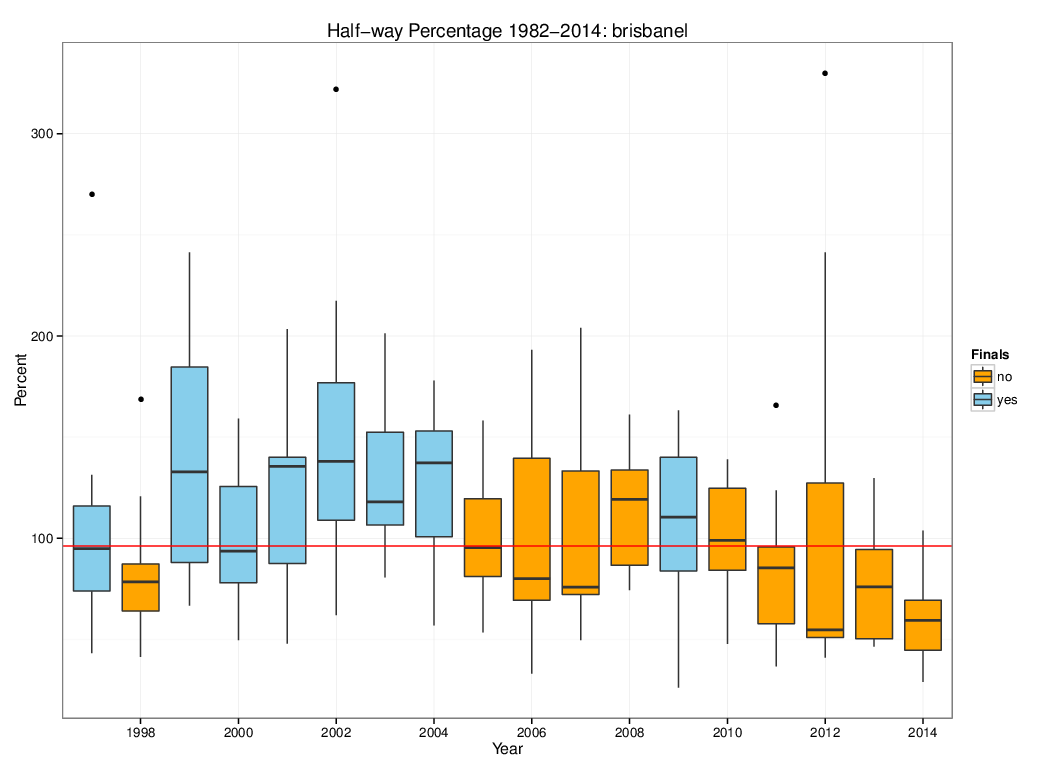 Half−way Percentage 1982−2014: brisbanel
300
200
100
Percent
1998 2000 2002 2004 2006 2008 2010 2012 2014
Year
Finals
no
yes